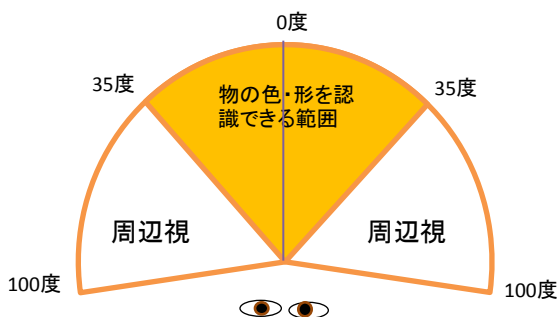 0度
35度
35度
物の色・形を認
識できる範囲
周辺視
周辺視
100度
100度